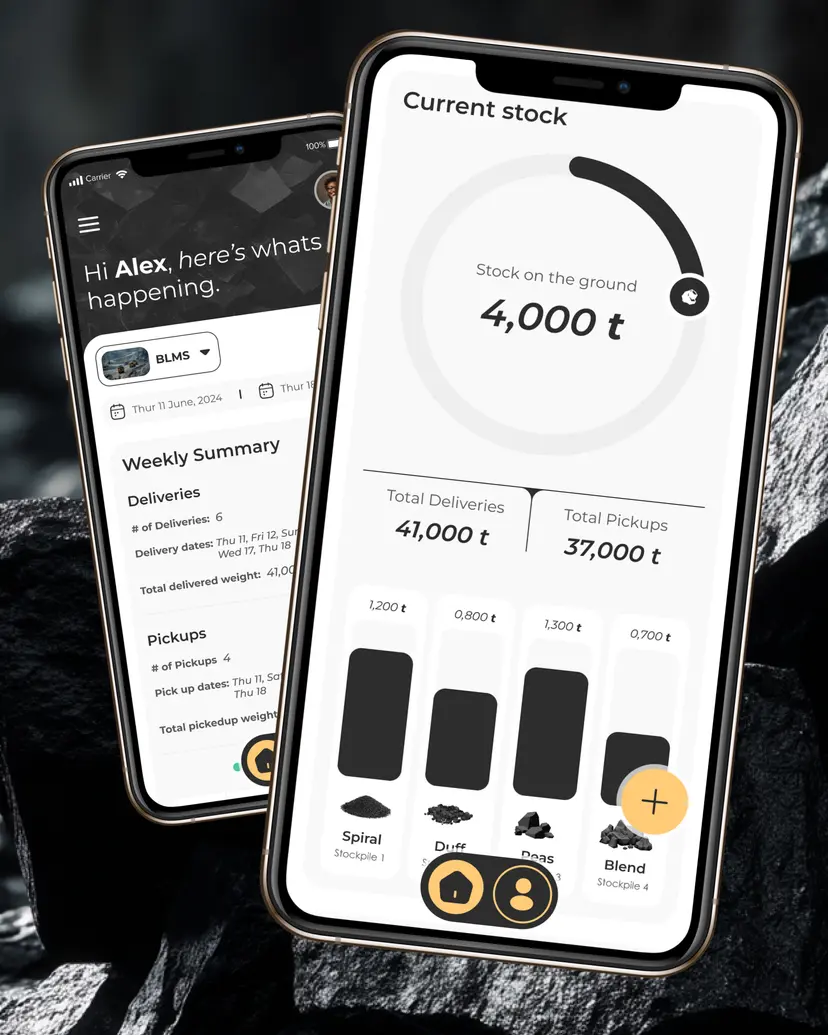 Carrier
100%
Hi Alex, here's whats
happening.
BLMS
Thur 11 June, 2024
Thur 18
Weekly Summary
Deliveries
# of Deliveries: 6
Delivery dates: Thu 11, Fri 12, Sun
Wed 17, Thu 18
Total delivered weight: 41,00
Pickups
# of Pickups 4
Pick up dates: Thu 11, Sa
Thu 18
Total pickedup weight
Current stock
Stock on the ground
4,000 t
Total Deliveries
41,000 t
Total Pickups
37,000 t
1,200 t
0,800 t
1,300 t
0,700 t
Spiral
Stockpile 1
Duff
Peas
3
Blend
Stockpile 4